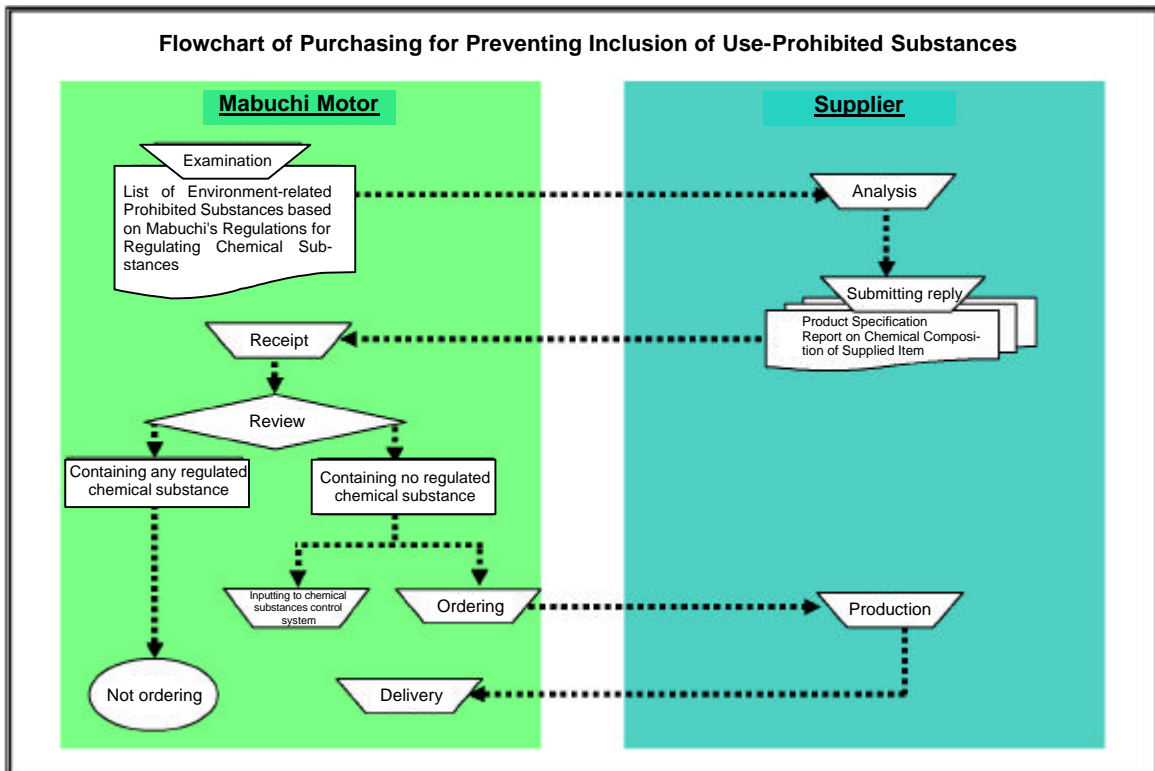 Flowchart of Purchasing for Preventing Inclusion of Use-Prohibited Substances
Mabuchi Motor
Supplier
Examination
List of Environment-related
Prohibited Substances based
on Mabuchi's Regulations for
Regulating Chemical Sub-
stances
Analysis
Submitting reply
Product Specification
Report on Chemical Composi-
tion of Supplied Item
Receipt
Review
Containing any regulated
chemical substance
Containing no regulated
chemical substance
Inputting to chemical
substances control
system
Ordering
Production
Not ordering
Delivery